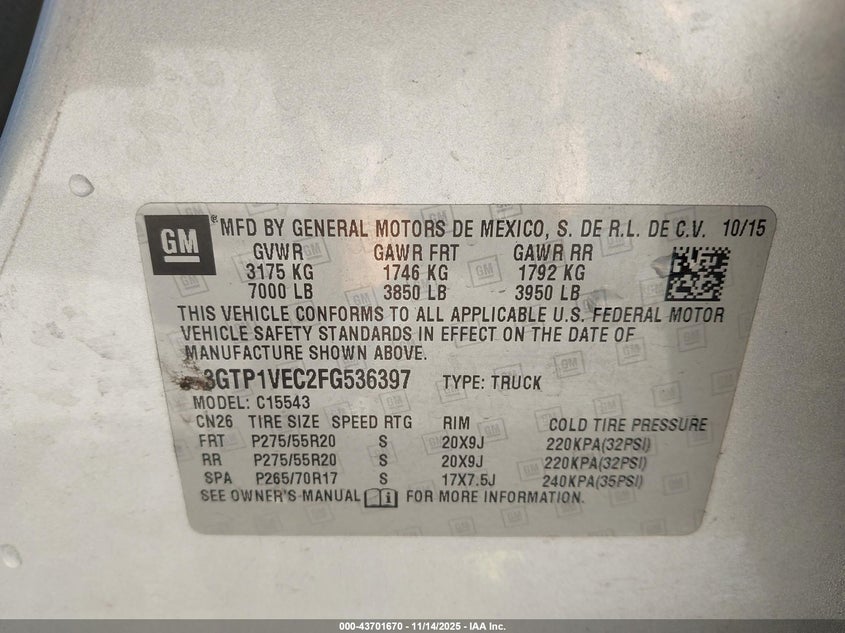 GM
® MFD BY GENERAL MOTORS DE MEXICO, S. DE R.L. DE C.V. 10/15
GVWR GAWR FRT GAWR RR
3175 KG 1746 KG 1792 KG
7000 LB 3850 LB 3950 LB
THIS VEHICLE CONFORMS TO ALL APPLICABLE U.S. FEDERAL MOTOR
VEHICLE SAFETY STANDARDS IN EFFECT ON THE DATE OF
MANUFACTURE SHOWN ABOVE.
3GTP1VEC2FG536397 TYPE: TRUCK
MODEL: C15543
CN26 TIRE SIZE SPEED RTG RIM COLD TIRE PRESSURE
FRT P275/55R20 S 20X9J 220KPA(32PSI)
RR P275/55R20 S 20X9J 220KPA(32PSI)
SPA P265/70R17 S 17X7.5J 240KPA(35PSI)
SEE OWNER'S MANUAL FOR MORE INFORMATION.
000-43701670 - 11/14/2025 - IAA Inc.